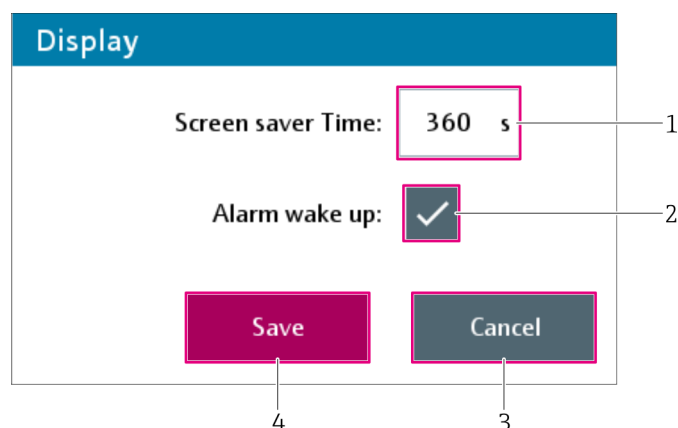 Display
Screen saver Time: 360 s 1
Alarm wake up: 2
Save Cancel
4 3